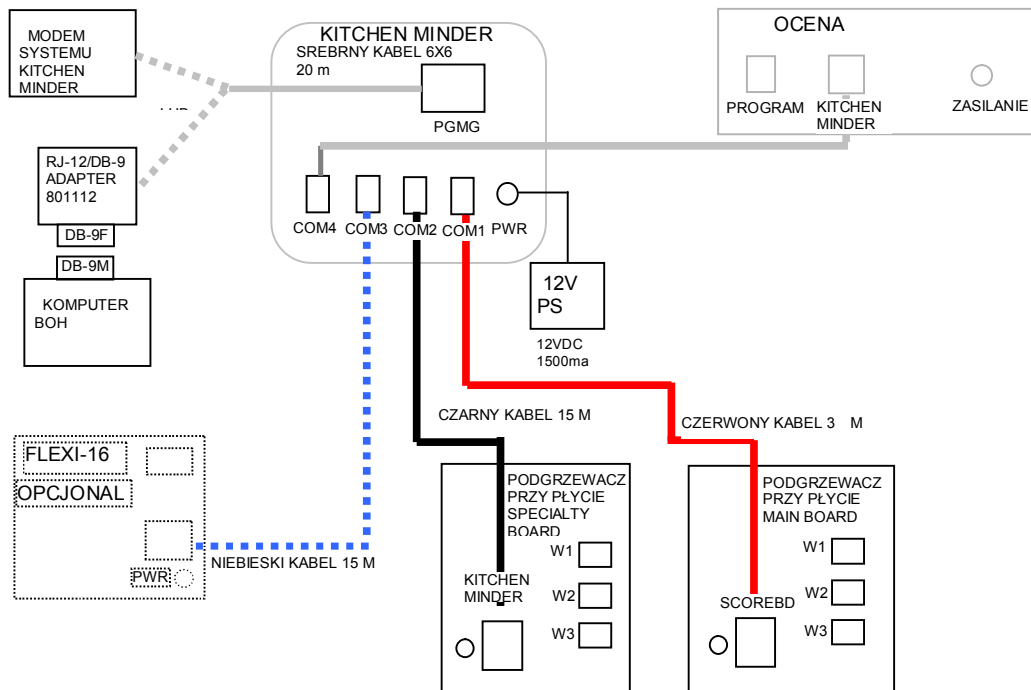 MODEM
SYSTEMU
KITCHEN
MINDER
KITCHEN MINDER
SREBRNY KABEL 6X6
20 m
PGMG
OCENA
PROGRAM
KITCHEN
MINDER
ZASILANIE
RJ-12/DB-9
ADAPTER
801112
DB-9F
DB-9M
KOMPUTER
BOH
COM4
COM3
COM2
COM1
PWR
12V
PS
12VDC
1500ma
CZARNY KABEL 15 M
CZERWONY KABEL 3 M
FLEXI-16
OPCJONAL
PWR
NIEBIESKI KABEL 15 M
PODGRZEWACZ
PRZY PŁYCIE
SPECIALTY
BOARD
W1
KITCHEN
MINDER
W2
W3
PODGRZEWACZ
PRZY PŁYCIE
MAIN BOARD
W1
W2
SCOREBD
W3